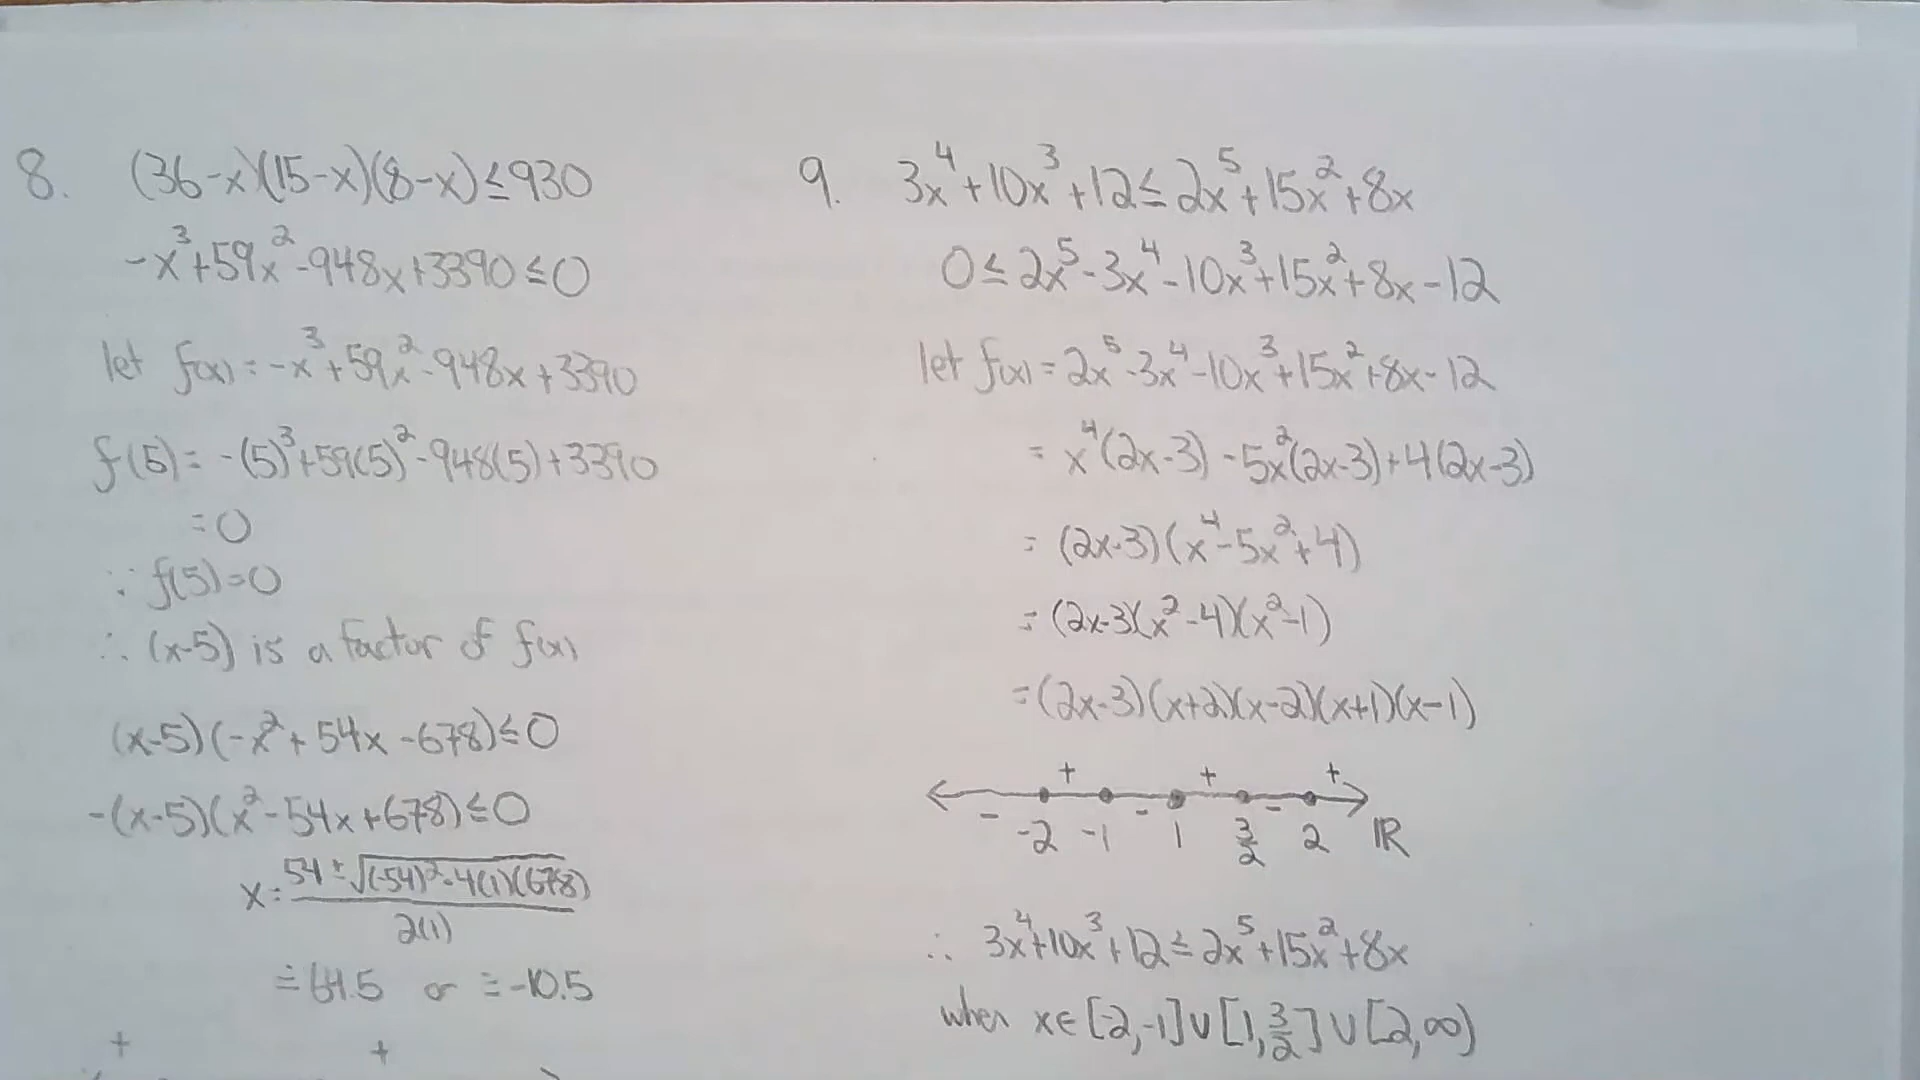 8. (36-x)(15-x)(8-x)≤930
-x³+59x²-948x+3390≤0
let f(x)=-x³+59x²-948x+3390
f(5)=-(5)³+59(5)²-948(5)+3390
=0
∵ f(5)=0
∴ (x-5) is a factor of f(x)
(x-5)(-x²+54x-678)≤0
-(x-5)(x²-54x+678)≤0
x=54±√(-54)²-4(1)(678)
2(1)
≐64.5 or ≐-10.5
+ +
9. 3x⁴+10x³+12≤2x⁵+15x²+8x
0≤2x⁵-3x⁴-10x³+15x²+8x-12
let f(x)=2x⁵-3x⁴-10x³+15x²+8x-12
=x⁴(2x-3)-5x²(2x-3)+4(2x-3)
=(2x-3)(x⁴-5x²+4)
=(2x-3)(x²-4)(x²-1)
=(2x-3)(x+2)(x-2)(x+1)(x-1)
+ + +
- - -
-2 -1 1 3/2 2 ℝ
∴ 3x⁴+10x³+12≤2x⁵+15x²+8x
when x∈[-2,-1]∪[1,3/2]∪[2,∞)